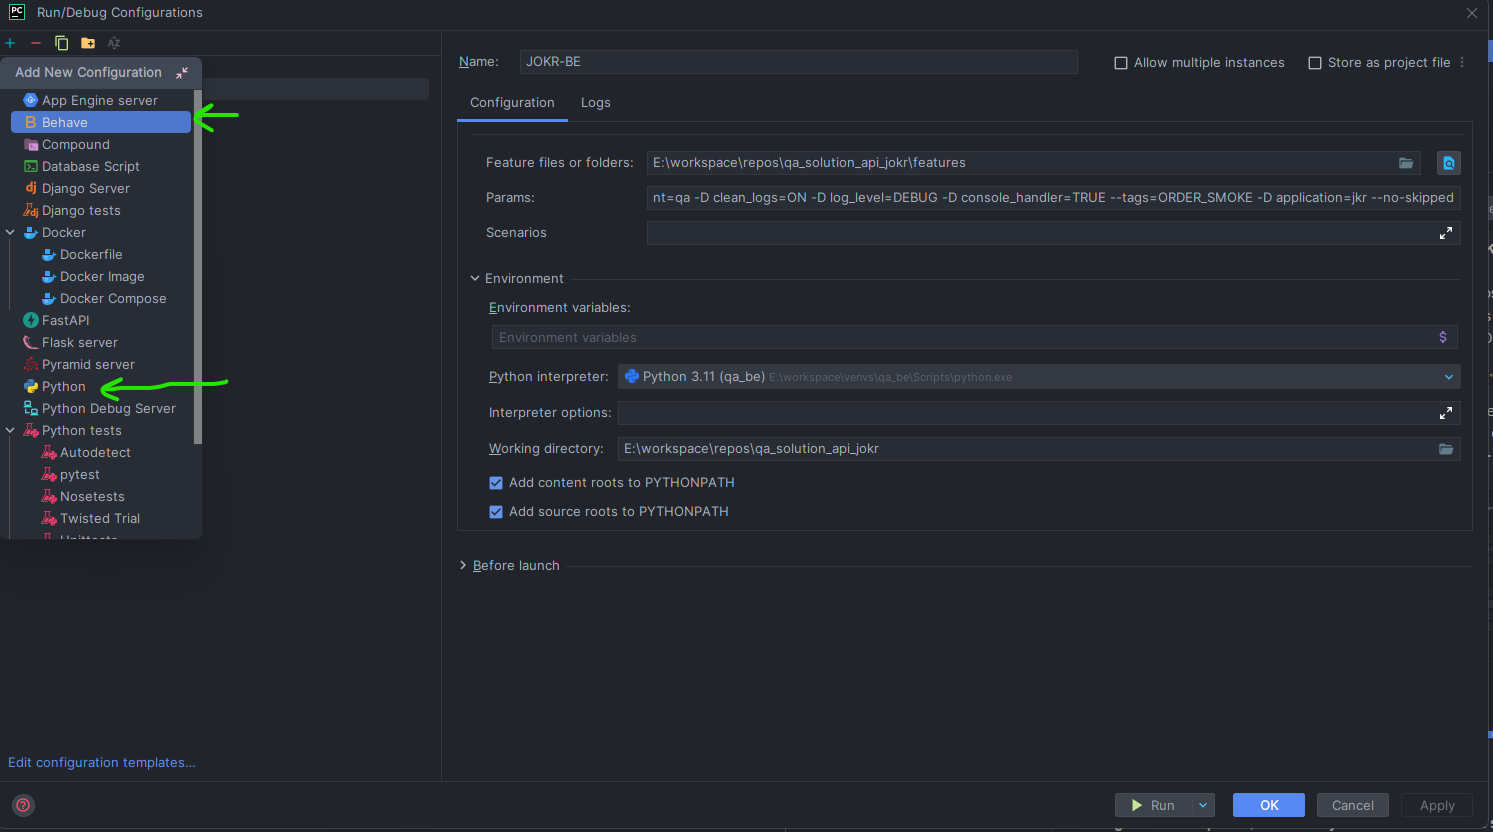 PC Run/Debug Configurations
Add New Configuration
App Engine server
Behave
Compound
Database Script
Django Server
Django tests
Docker
Dockerfile
Docker Image
Docker Compose
FastAPI
Flask server
Pyramid server
Python
Python Debug Server
Python tests
Autodetect
pytest
Nosetests
Twisted Trial
Edit configuration templates...
Name: JOKR-BE
Allow multiple instances
Store as project file
Configuration Logs
Feature files or folders: E:\workspace\repos\qa_solution_api_jokr\features
Params: nt=qa -D clean_logs=ON -D log_level=DEBUG -D console_handler=TRUE --tags=ORDER_SMOKE -D application=jkr --no-skipped
Scenarios
Environment
Environment variables:
Environment variables $
Python interpreter: Python 3.11 (qa_be) E:\workspace\venvs\qa_be\Scripts\python.exe
Interpreter options:
Working directory: E:\workspace\repos\qa_solution_api_jokr
Add content roots to PYTHONPATH
Add source roots to PYTHONPATH
Before launch
Run OK Cancel Apply